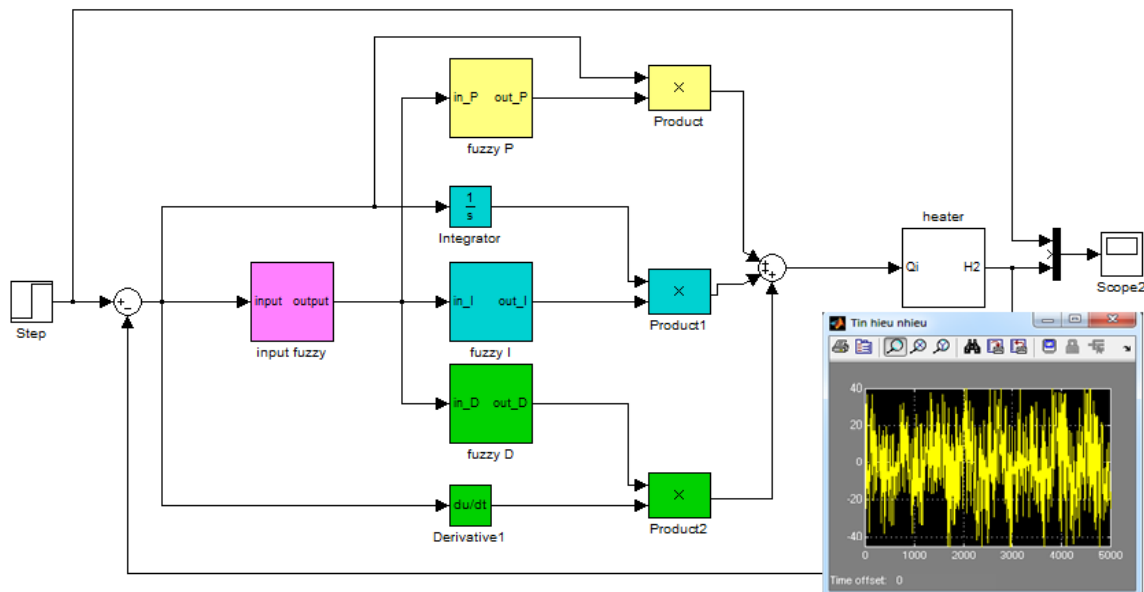 in_P out_P
fuzzy P
×
Product
1
s
Integrator
heater
Qi H2
Scope2
Step
+
−
input output
input fuzzy
in_I out_I
fuzzy I
×
Product1
+
+
+
in_D out_D
fuzzy D
×
Product2
du/dt
Derivative1
Tin hieu nhieu
40
20
0
-20
-40
0 1000 2000 3000 4000 5000
Time offset: 0